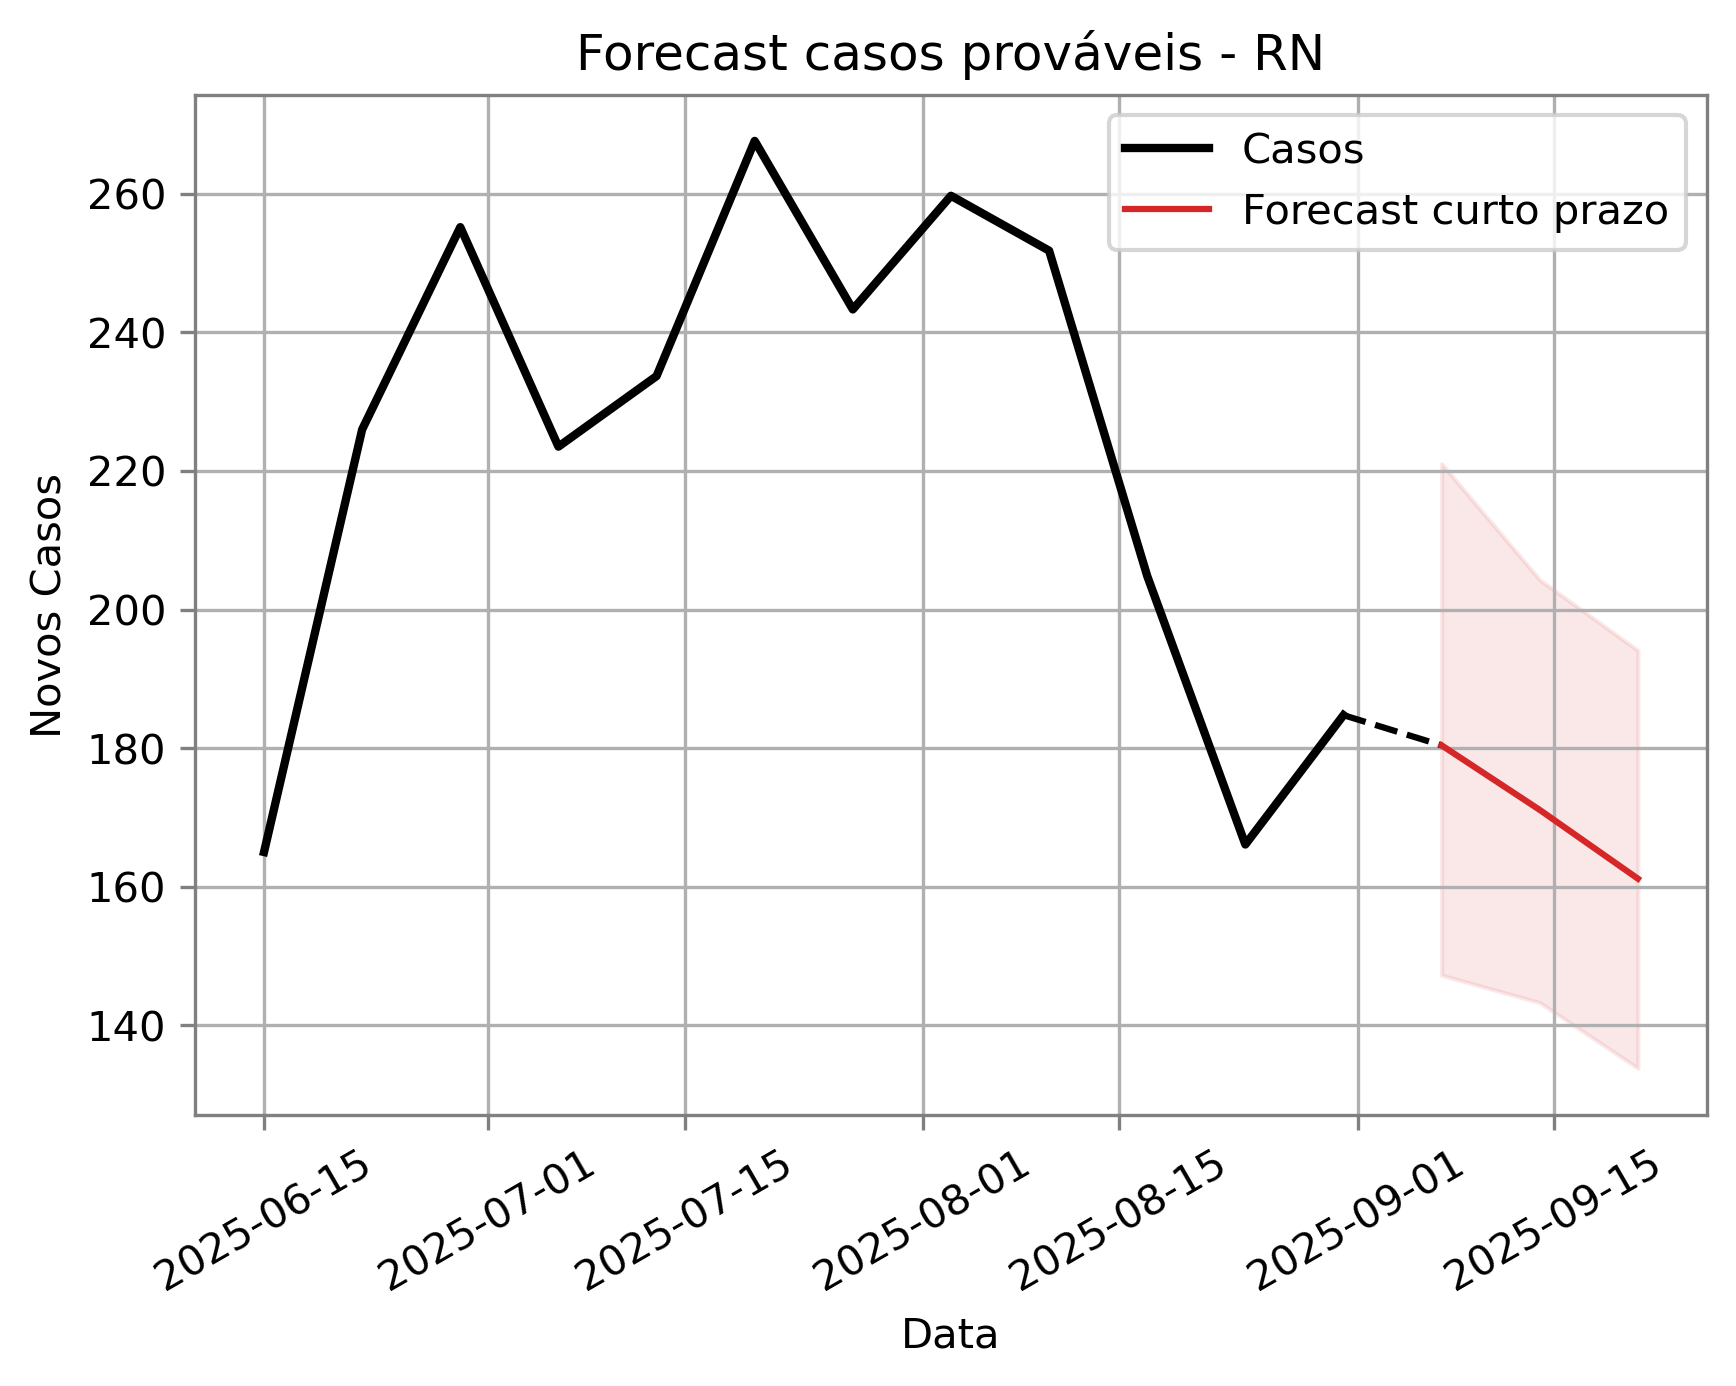 Forecast casos prováveis - RN
Casos
Forecast curto prazo
Novos Casos
260
240
220
200
180
160
140
2025-06-15
2025-07-01
2025-07-15
2025-08-01
2025-08-15
2025-09-01
2025-09-15
Data